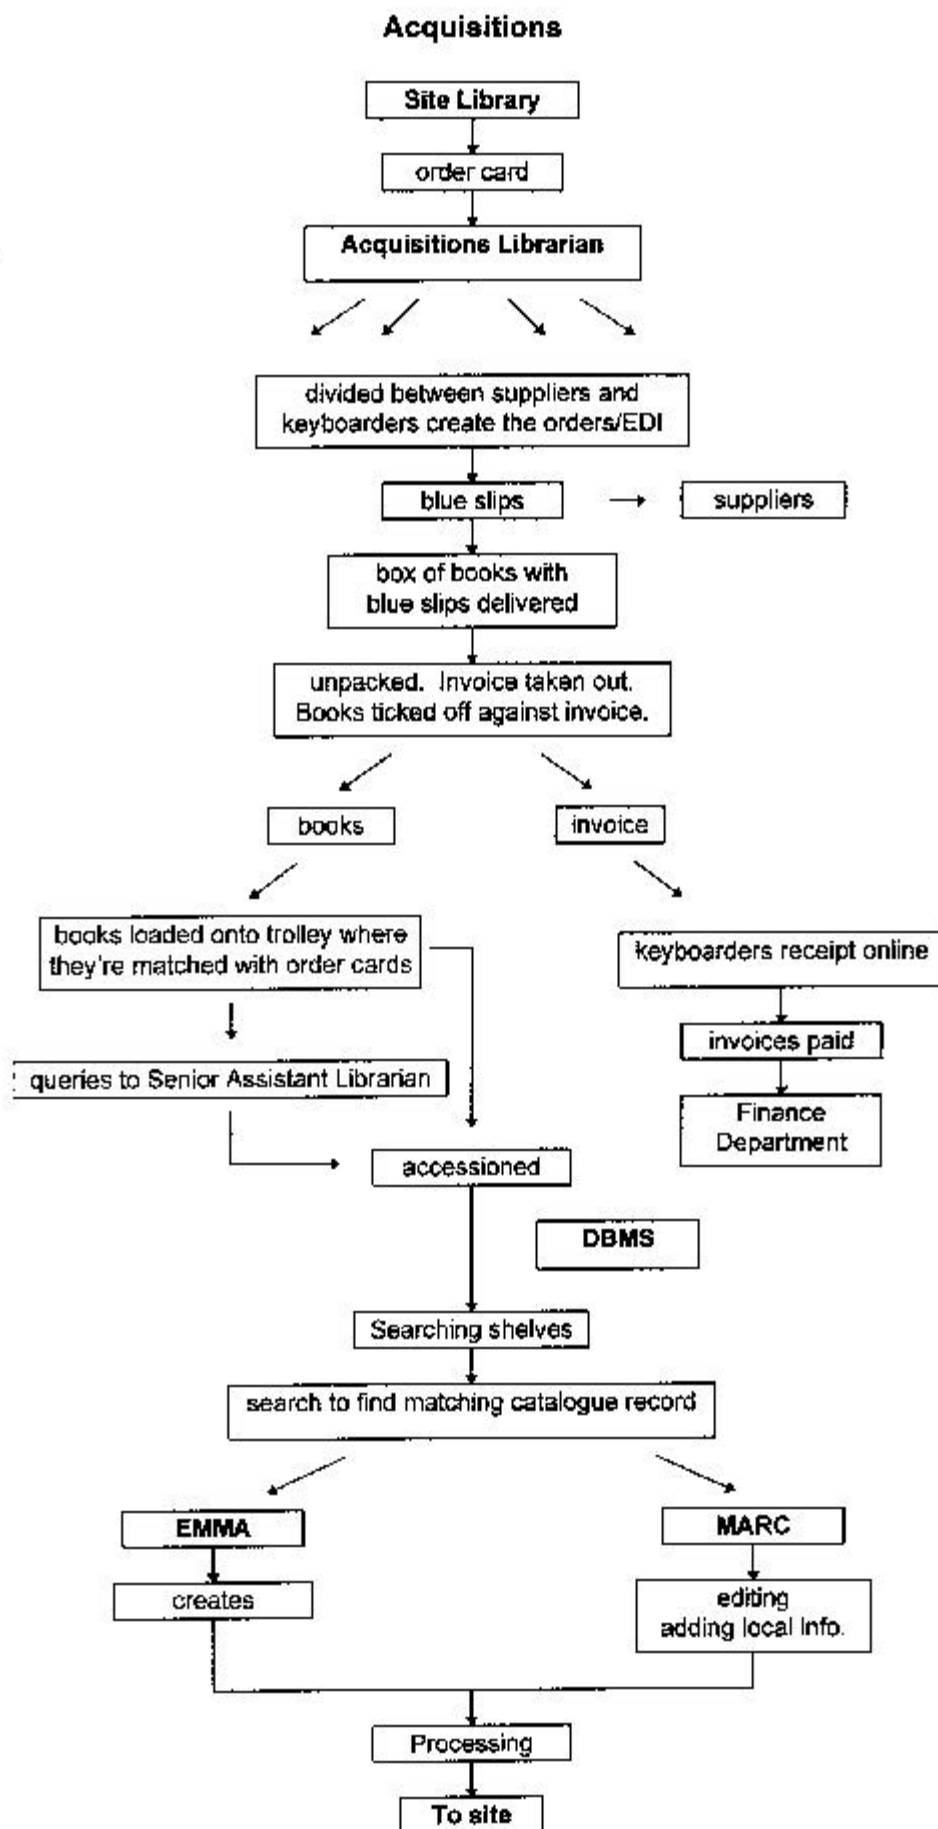 Acquisitions
Site Library
order card
Acquisitions Librarian
divided between suppliers and
keyboarders create the orders/EDI
blue slips
suppliers
box of books with
blue slips delivered
unpacked. Invoice taken out.
Books ticked off against invoice.
books
invoice
books loaded onto trolley where
they're matched with order cards
keyboarders receipt online
invoices paid
queries to Senior Assistant Librarian
Finance
Department
accessioned
DBMS
Searching shelves
search to find matching catalogue record
EMMA
MARC
creates
editing
adding local info.
Processing
To site